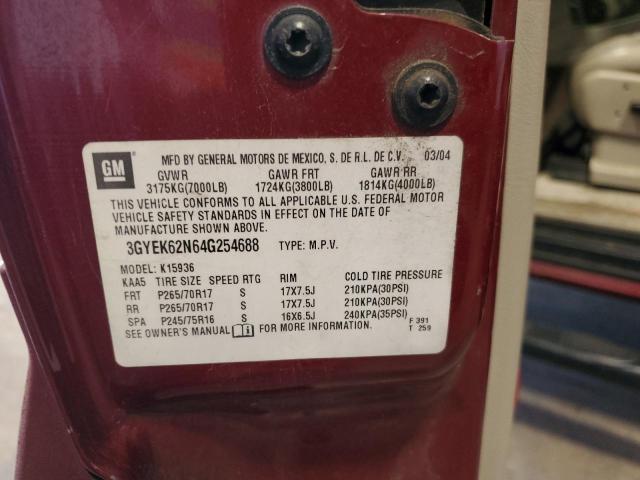 GM
MFD BY GENERAL MOTORS DE MEXICO, S. DE R.L. DE C.V. 03/04
GVWR GAWR FRT GAWR RR
3175KG(7000LB) 1724KG(3800LB) 1814KG(4000LB)
THIS VEHICLE CONFORMS TO ALL APPLICABLE U.S. FEDERAL MOTOR
VEHICLE SAFETY STANDARDS IN EFFECT ON THE DATE OF
MANUFACTURE SHOWN ABOVE.
3GYEK62N64G254688 TYPE: M.P.V.
MODEL: K15936
KAA5 TIRE SIZE SPEED RTG RIM COLD TIRE PRESSURE
FRT P265/70R17 S 17X7.5J 210KPA(30PSI)
RR P265/70R17 S 17X7.5J 210KPA(30PSI)
SPA P245/75R16 S 16X6.5J 240KPA(35PSI)
SEE OWNER'S MANUAL FOR MORE INFORMATION.
F 391
T 259